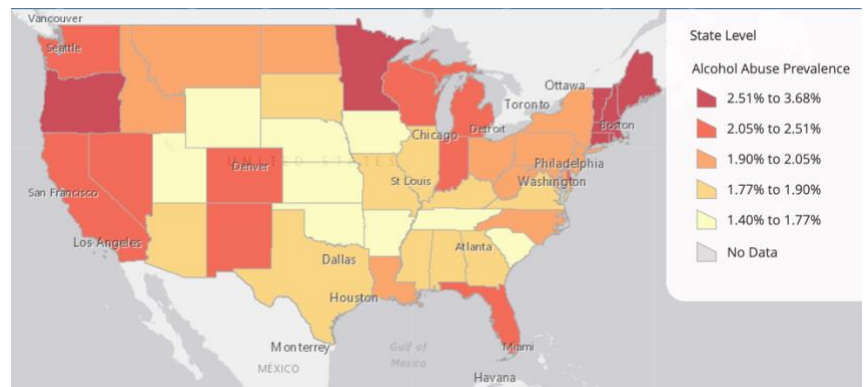 Vancouver
Seattle
Ottawa
Toronto
Boston
Chicago
Detroit
UNITED STATES
Denver
Philadelphia
St Louis
Washington
San Francisco
Los Angeles
Atlanta
Dallas
Houston
Monterrey
Gulf of
Mexico
Miami
MÉXICO
Havana
State Level
Alcohol Abuse Prevalence
2.51% to 3.68%
2.05% to 2.51%
1.90% to 2.05%
1.77% to 1.90%
1.40% to 1.77%
No Data